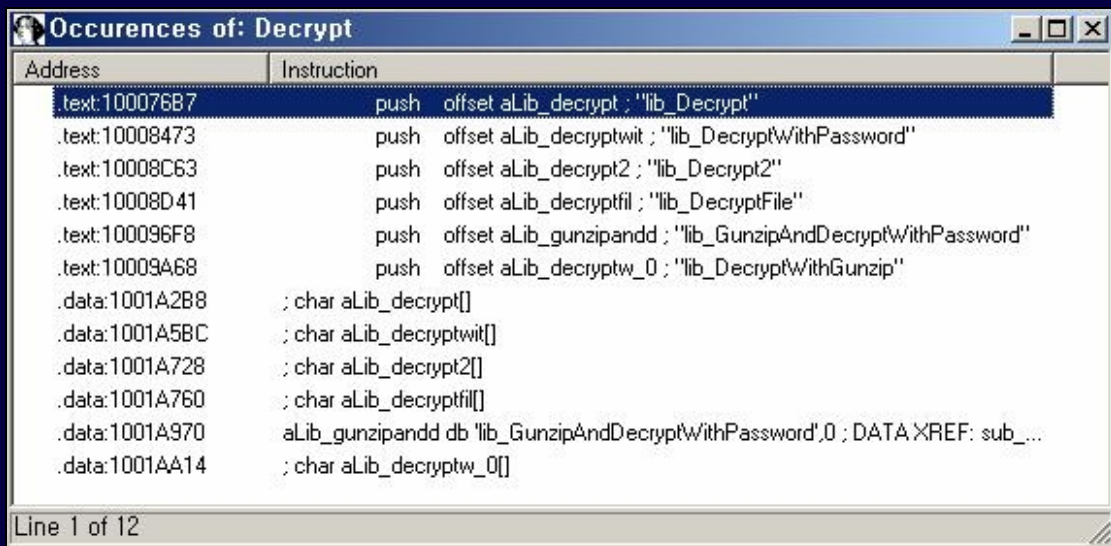 Occurences of: Decrypt
Address Instruction
.text:100076B7 push offset aLib_decrypt ; "lib_Decrypt"
.text:10008473 push offset aLib_decryptwit ; "lib_DecryptWithPassword"
.text:10008C63 push offset aLib_decrypt2 ; "lib_Decrypt2"
.text:10008D41 push offset aLib_decryptfil ; "lib_DecryptFile"
.text:100096F8 push offset aLib_gunzipandd ; "lib_GunzipAndDecryptWithPassword"
.text:10009A68 push offset aLib_decryptw_0 ; "lib_DecryptWithGunzip"
.data:1001A2B8 ; char aLib_decrypt[]
.data:1001A5BC ; char aLib_decryptwit[]
.data:1001A728 ; char aLib_decrypt2[]
.data:1001A760 ; char aLib_decryptfil[]
.data:1001A970 aLib_gunzipandd db 'lib_GunzipAndDecryptWithPassword',0 ; DATA XREF: sub_...
.data:1001AA14 ; char aLib_decryptw_0[]
Line 1 of 12